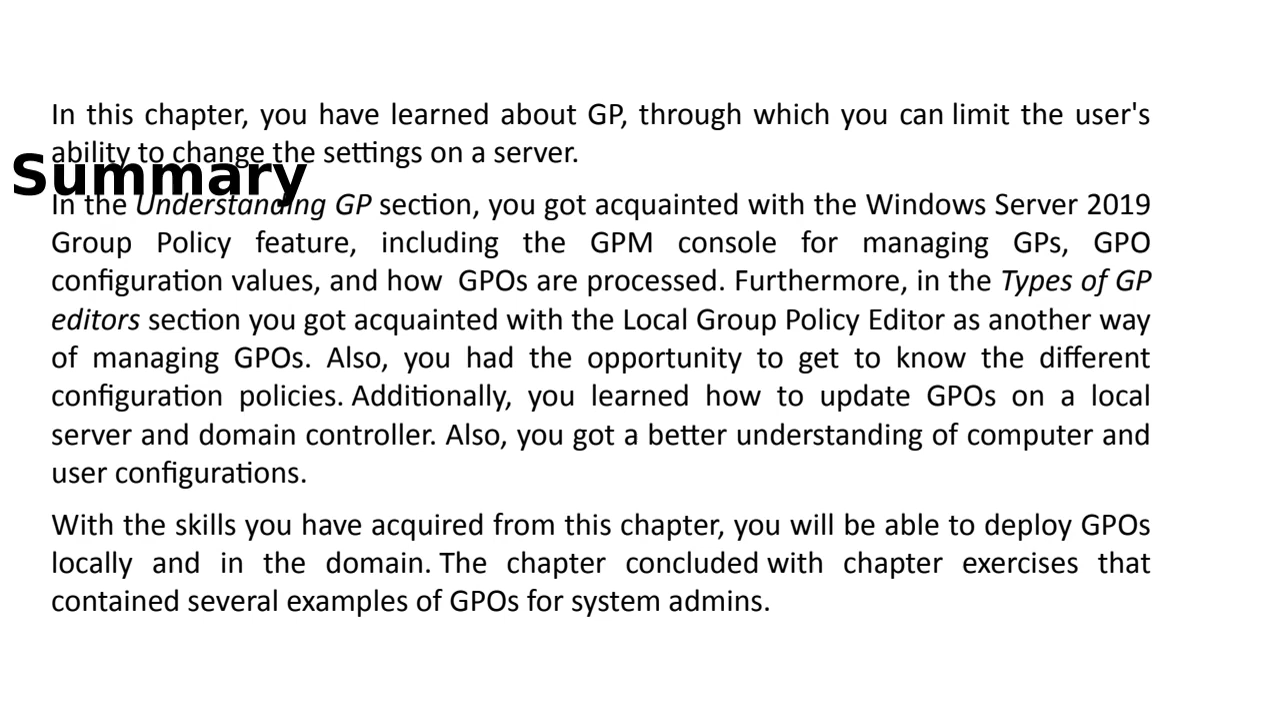 Summary
In this chapter, you have learned about GP, through which you can limit the user's
ability to change the settings on a server.
In the Understanding GP section, you got acquainted with the Windows Server 2019
Group Policy feature, including the GPM console for managing GPs, GPO
configuration values, and how  GPOs are processed. Furthermore, in the Types of GP
editors section you got acquainted with the Local Group Policy Editor as another way
of managing GPOs. Also, you had the opportunity to get to know the different
configuration policies. Additionally, you learned how to update GPOs on a local
server and domain controller. Also, you got a better understanding of computer and
user configurations.
With the skills you have acquired from this chapter, you will be able to deploy GPOs
locally and in the domain. The chapter concluded with chapter exercises that
contained several examples of GPOs for system admins.